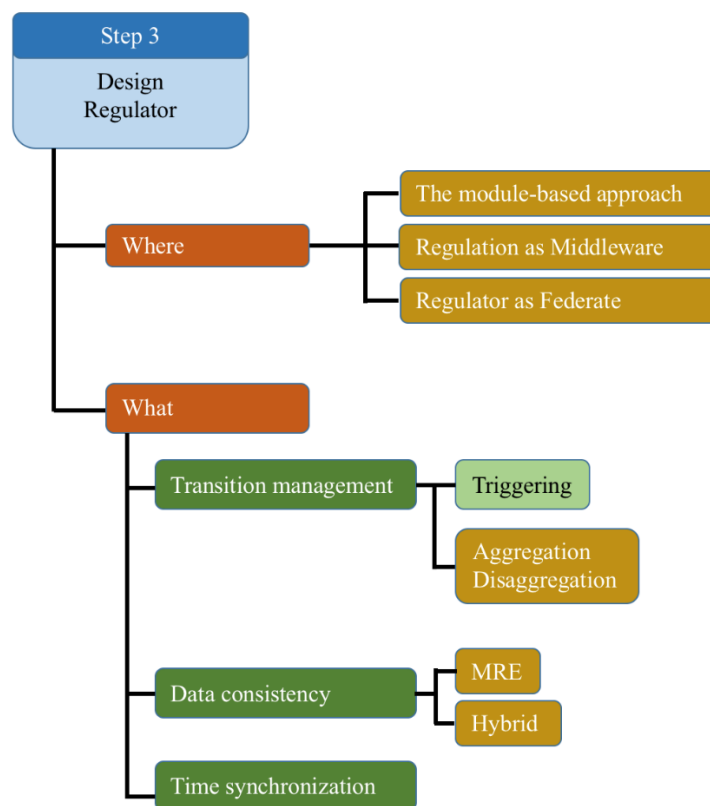 Step 3
Design
Regulator
Where
The module-based approach
Regulation as Middleware
Regulator as Federate
What
Transition management
Triggering
Aggregation
Disaggregation
Data consistency
MRE
Hybrid
Time synchronization